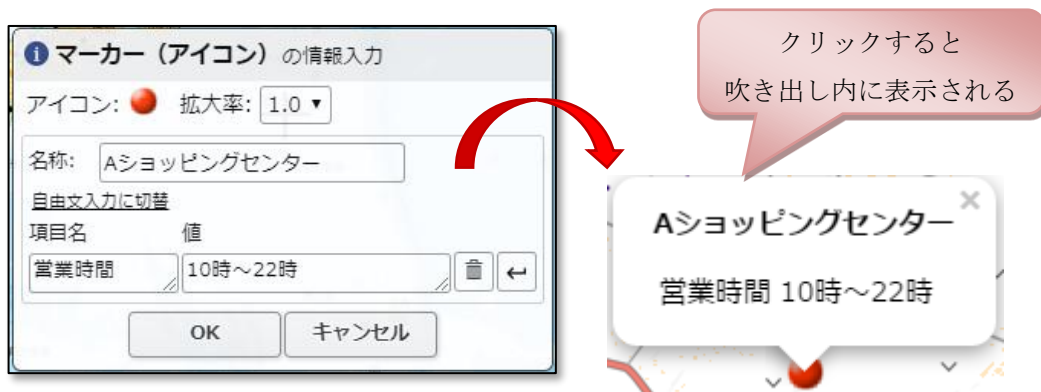 マーカー（アイコン）の情報入力
アイコン: 拡大率: 1.0
名称: Aショッピングセンター
自由文入力に切替
項目名 値
営業時間 10時～22時
OK キャンセル
クリックすると
吹き出し内に表示される
Aショッピングセンター
営業時間 10時～22時